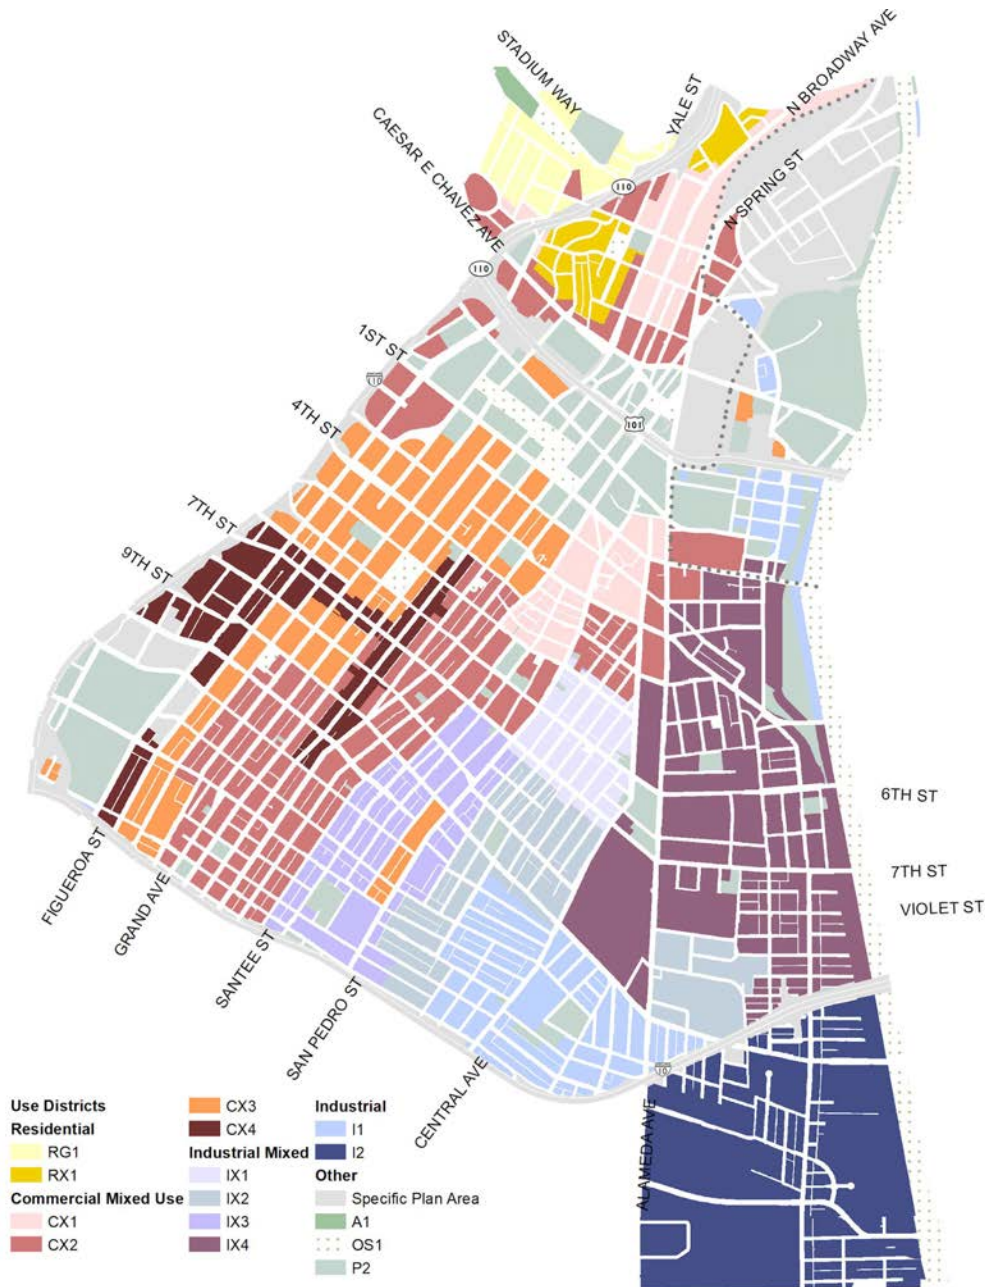 STADIUM WAY
YALE ST
N BROADWAY AVE
CAESAR E CHAVEZ AVE
110
N SPRING ST
110
1ST ST
110
4TH ST
101
7TH ST
9TH ST
6TH ST
7TH ST
VIOLET ST
FIGUEROA ST
GRAND AVE
SANTEE ST
SAN PEDRO ST
CENTRAL AVE
10
ALAMEDA AVE
Use Districts
Residential
RG1
RX1
Commercial Mixed Use
CX1
CX2
CX3
CX4
Industrial Mixed
IX1
IX2
IX3
IX4
Industrial
I1
I2
Other
Specific Plan Area
A1
OS1
P2